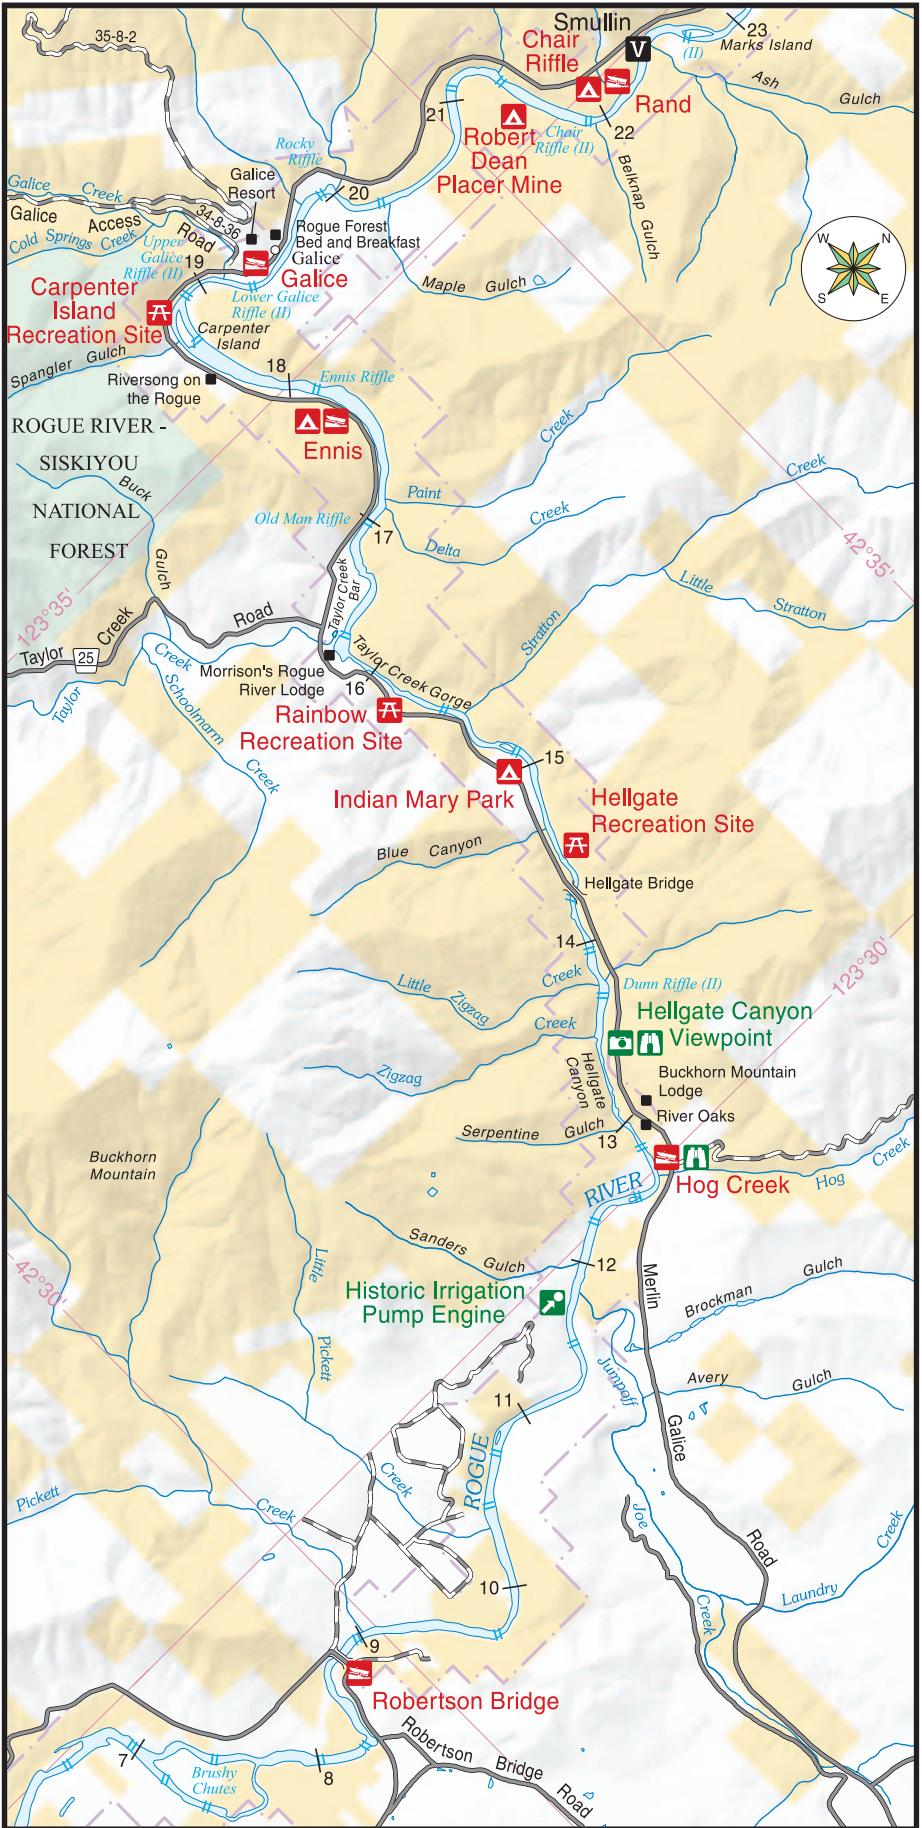 35-8-2
Smullin
V
23
Marks Island
(II)
Chair
Riffle
Rand
Ash
Gulch
21
22
Robert
Dean
Placer Mine
Chair
Riffle (II)
Belknap Gulch
Rocky
Riffle
Galice
Resort
20
Galice
Creek
34-8-36
Galice
Access
Road
Cold Springs
Creek
Rogue Forest
Bed and Breakfast
Galice
Galice
Upper
Galice
Riffle (II)
19
Lower Galice
Riffle (II)
Maple Gulch
W
N
S
E
Carpenter
Island
Recreation Site
Carpenter
Island
Spangler Gulch
18
Ennis Riffle
Riversong on
the Rogue
Ennis
ROGUE RIVER -
SISKIYOU
NATIONAL
FOREST
Buck
Gulch
Paint
Creek
Creek
Old Man Riffle
17
Delta
Creek
42°35'
123°35'
Taylor Creek
Bar
Little
Stratton
Stratton
Taylor
Creek
Road
25
Taylor
Creek
Morrison's Rogue
River Lodge
Taylor Creek Gorge
16
Schoolmarm
Creek
Rainbow
Recreation Site
15
Indian Mary Park
Hellgate
Recreation Site
Blue Canyon
Hellgate Bridge
14
Little
Zigzag
Creek
Dunn Riffle (II)
123°30'
Hellgate Canyon
Viewpoint
Creek
Zigzag
Hellgate
Canyon
Buckhorn Mountain
Lodge
River Oaks
Serpentine Gulch
13
Buckhorn
Mountain
Hog Creek
Hog
Creek
RIVER
Sanders
Gulch
12
Little
Pickett
42°30'
Historic Irrigation
Pump Engine
Merlin
Brockman
Gulch
Jumpoff
Avery
Gulch
11
Galice
ROGUE
Creek
Pickett
Creek
Joe
Road
Creek
Laundry
Creek
10
9
Robertson Bridge
Robertson Bridge
Road
7
8
Brushy
Chutes